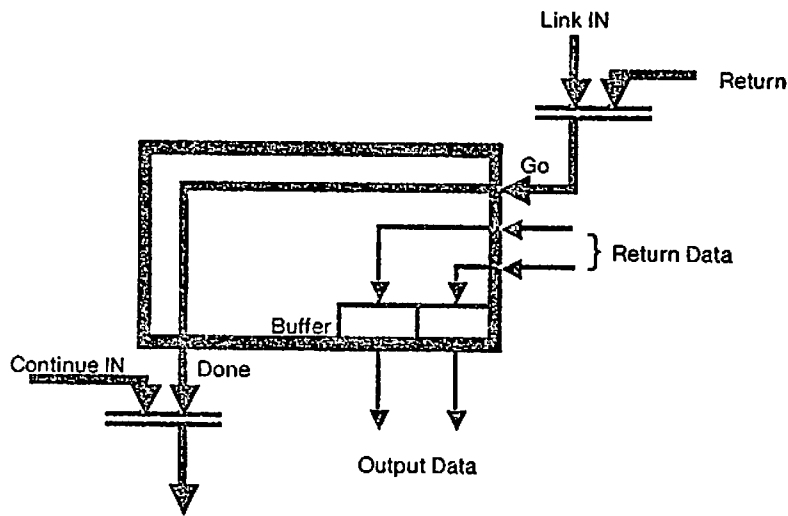 Link IN
Return
Go
Return Data
Buffer
Continue IN
Done
Output Data